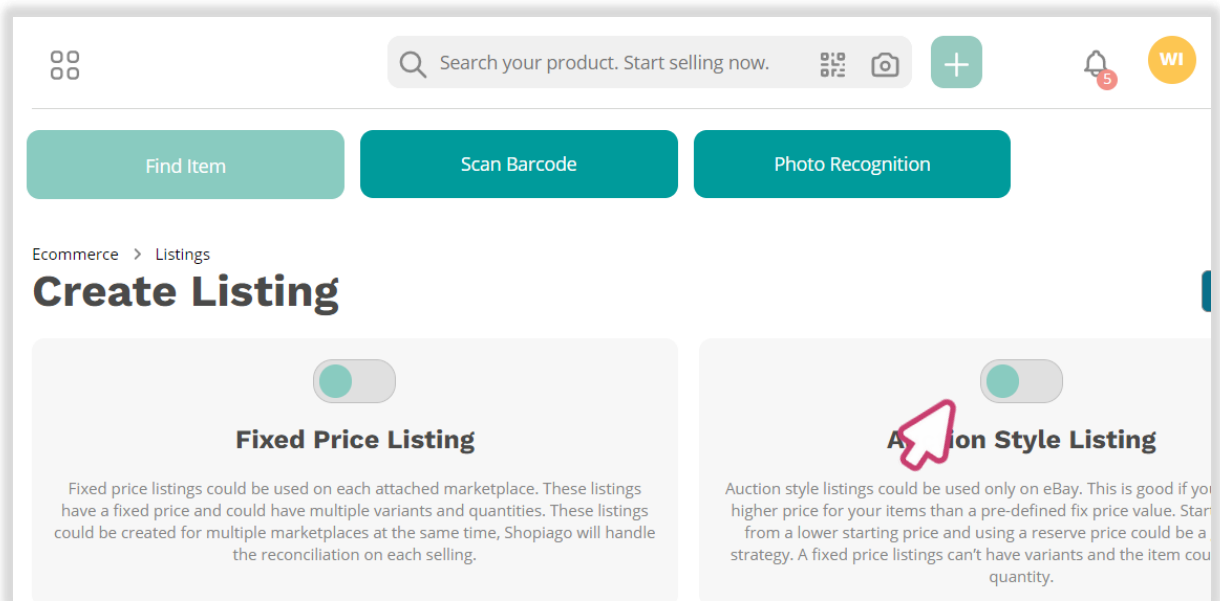 Search your product. Start selling now.
5
WI
Find Item
Scan Barcode
Photo Recognition
Ecommerce > Listings
Create Listing
Fixed Price Listing
Fixed price listings could be used on each attached marketplace. These listings
have a fixed price and could have multiple variants and quantities. These listings
could be created for multiple marketplaces at the same time, Shopiago will handle
the reconciliation on each selling.
Style Listing
Auction style listings could be used only on eBay. This is good if you
higher price for your items than a pre-defined fix price value.
from a lower starting price and using a reserve price could be a
strategy. A fixed price listings can't have variants and the item
quantity.